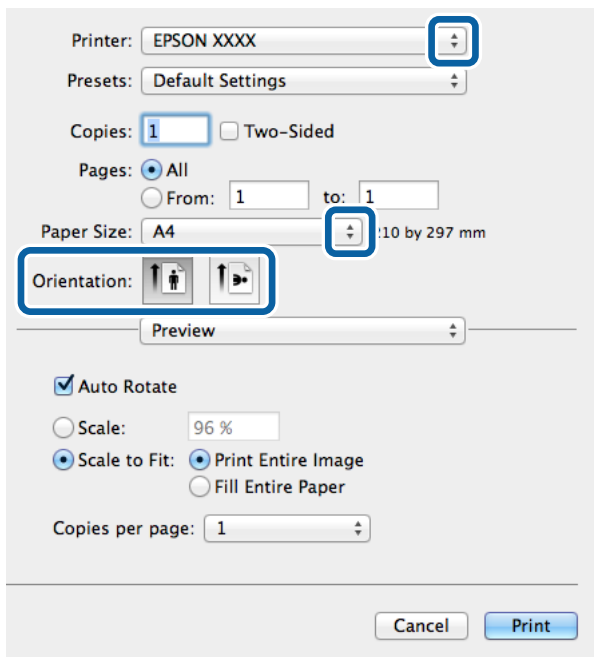 Printer: EPSON XXXX
Presets: Default Settings
Copies: 1 Two-Sided
Pages: All
From: 1 to: 1
Paper Size: A4 210 by 297 mm
Orientation:
Preview
Auto Rotate
Scale: 96 %
Scale to Fit: Print Entire Image
Fill Entire Paper
Copies per page: 1
Cancel Print